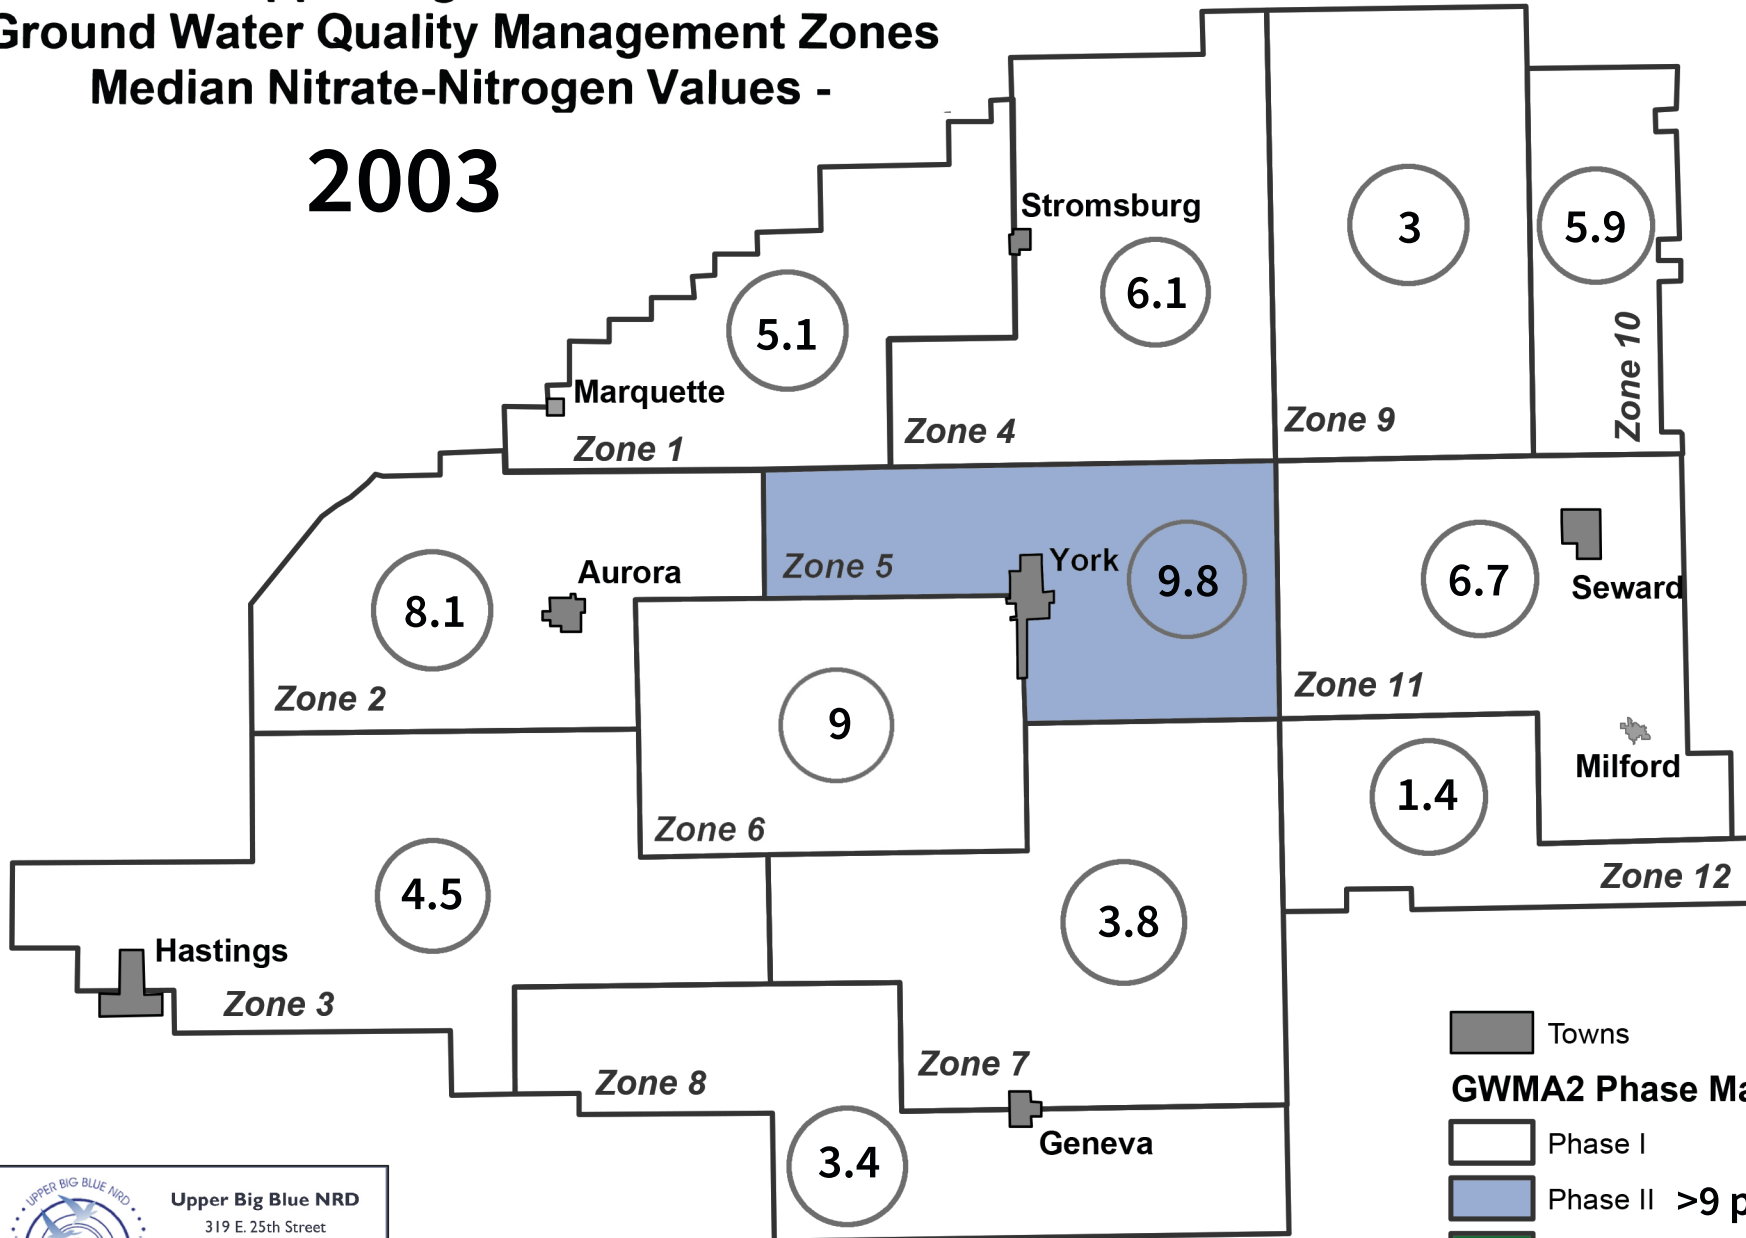 Ground Water Quality Management Zones
Median Nitrate-Nitrogen Values -
2003
Stromsburg
3
5.9
6.1
5.1
Zone 10
Marquette
Zone 1
Zone 4
Zone 9
Aurora
Zone 5
York
9.8
6.7
Seward
8.1
Zone 2
Zone 11
9
Milford
1.4
Zone 6
Zone 12
4.5
3.8
Hastings
Zone 3
Zone 7
Zone 8
Geneva
3.4
Towns
GWMA2 Phase Ma
Phase I
Phase II >9 p
UPPER BIG BLUE NRD
Upper Big Blue NRD
319 E. 25th Street